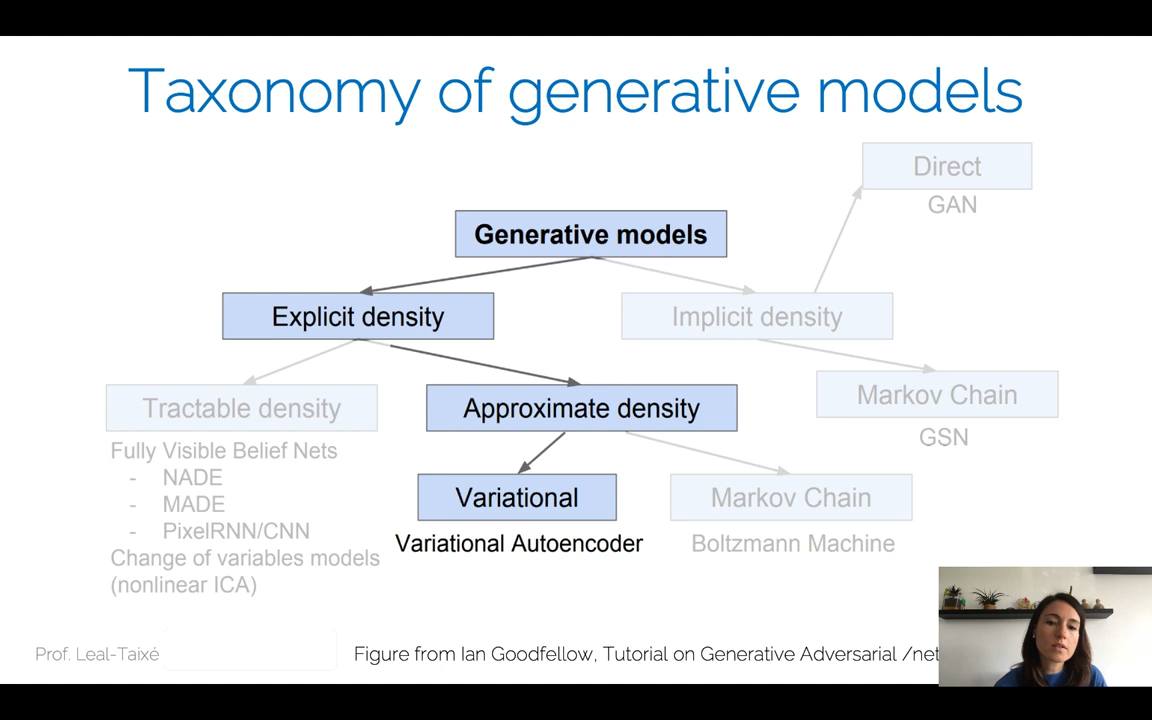 Taxonomy of generative models
Direct
GAN
Generative models
Explicit density
Implicit density
Tractable density
Approximate density
Markov Chain
GSN
Fully Visible Belief Nets
- NADE
- MADE
- PixelRNN/CNN
Change of variables models
(nonlinear ICA)
Variational
Variational Autoencoder
Markov Chain
Boltzmann Machine
Prof. Leal-Taixé
Figure from Ian Goodfellow, Tutorial on Generative Adversarial /net